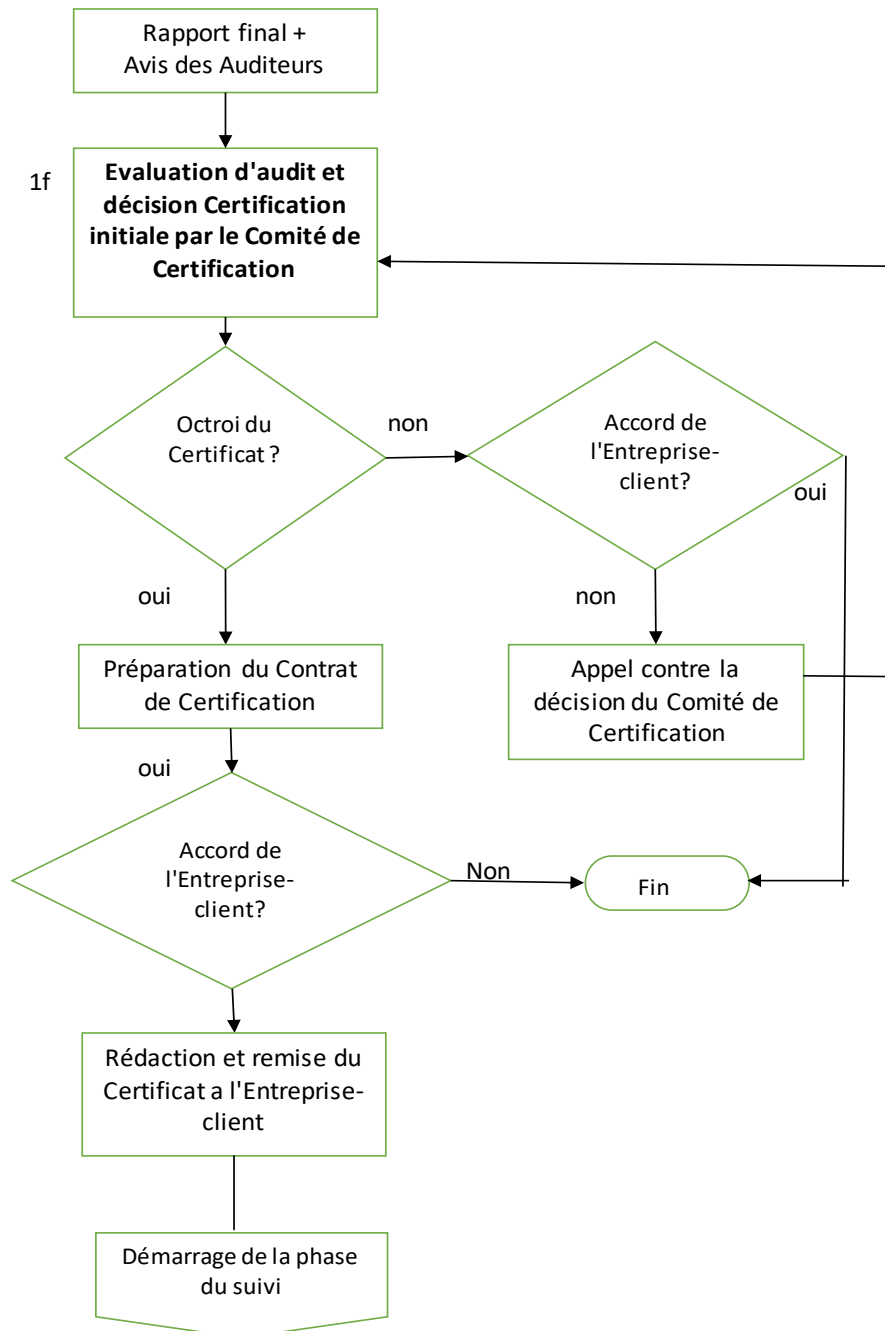 Rapport final +
Avis des Auditeurs
1f
Evaluation d'audit et
décision Certification
initiale par le Comité de
Certification
Octroi du
Certificat ?
non
Accord de
l'Entreprise-
client?
oui
oui
non
Préparation du Contrat
de Certification
Appel contre la
décision du Comité de
Certification
oui
Accord de
l'Entreprise-
client?
Non
Fin
Rédaction et remise du
Certificat a l'Entreprise-
client
Démarrage de la phase
du suivi